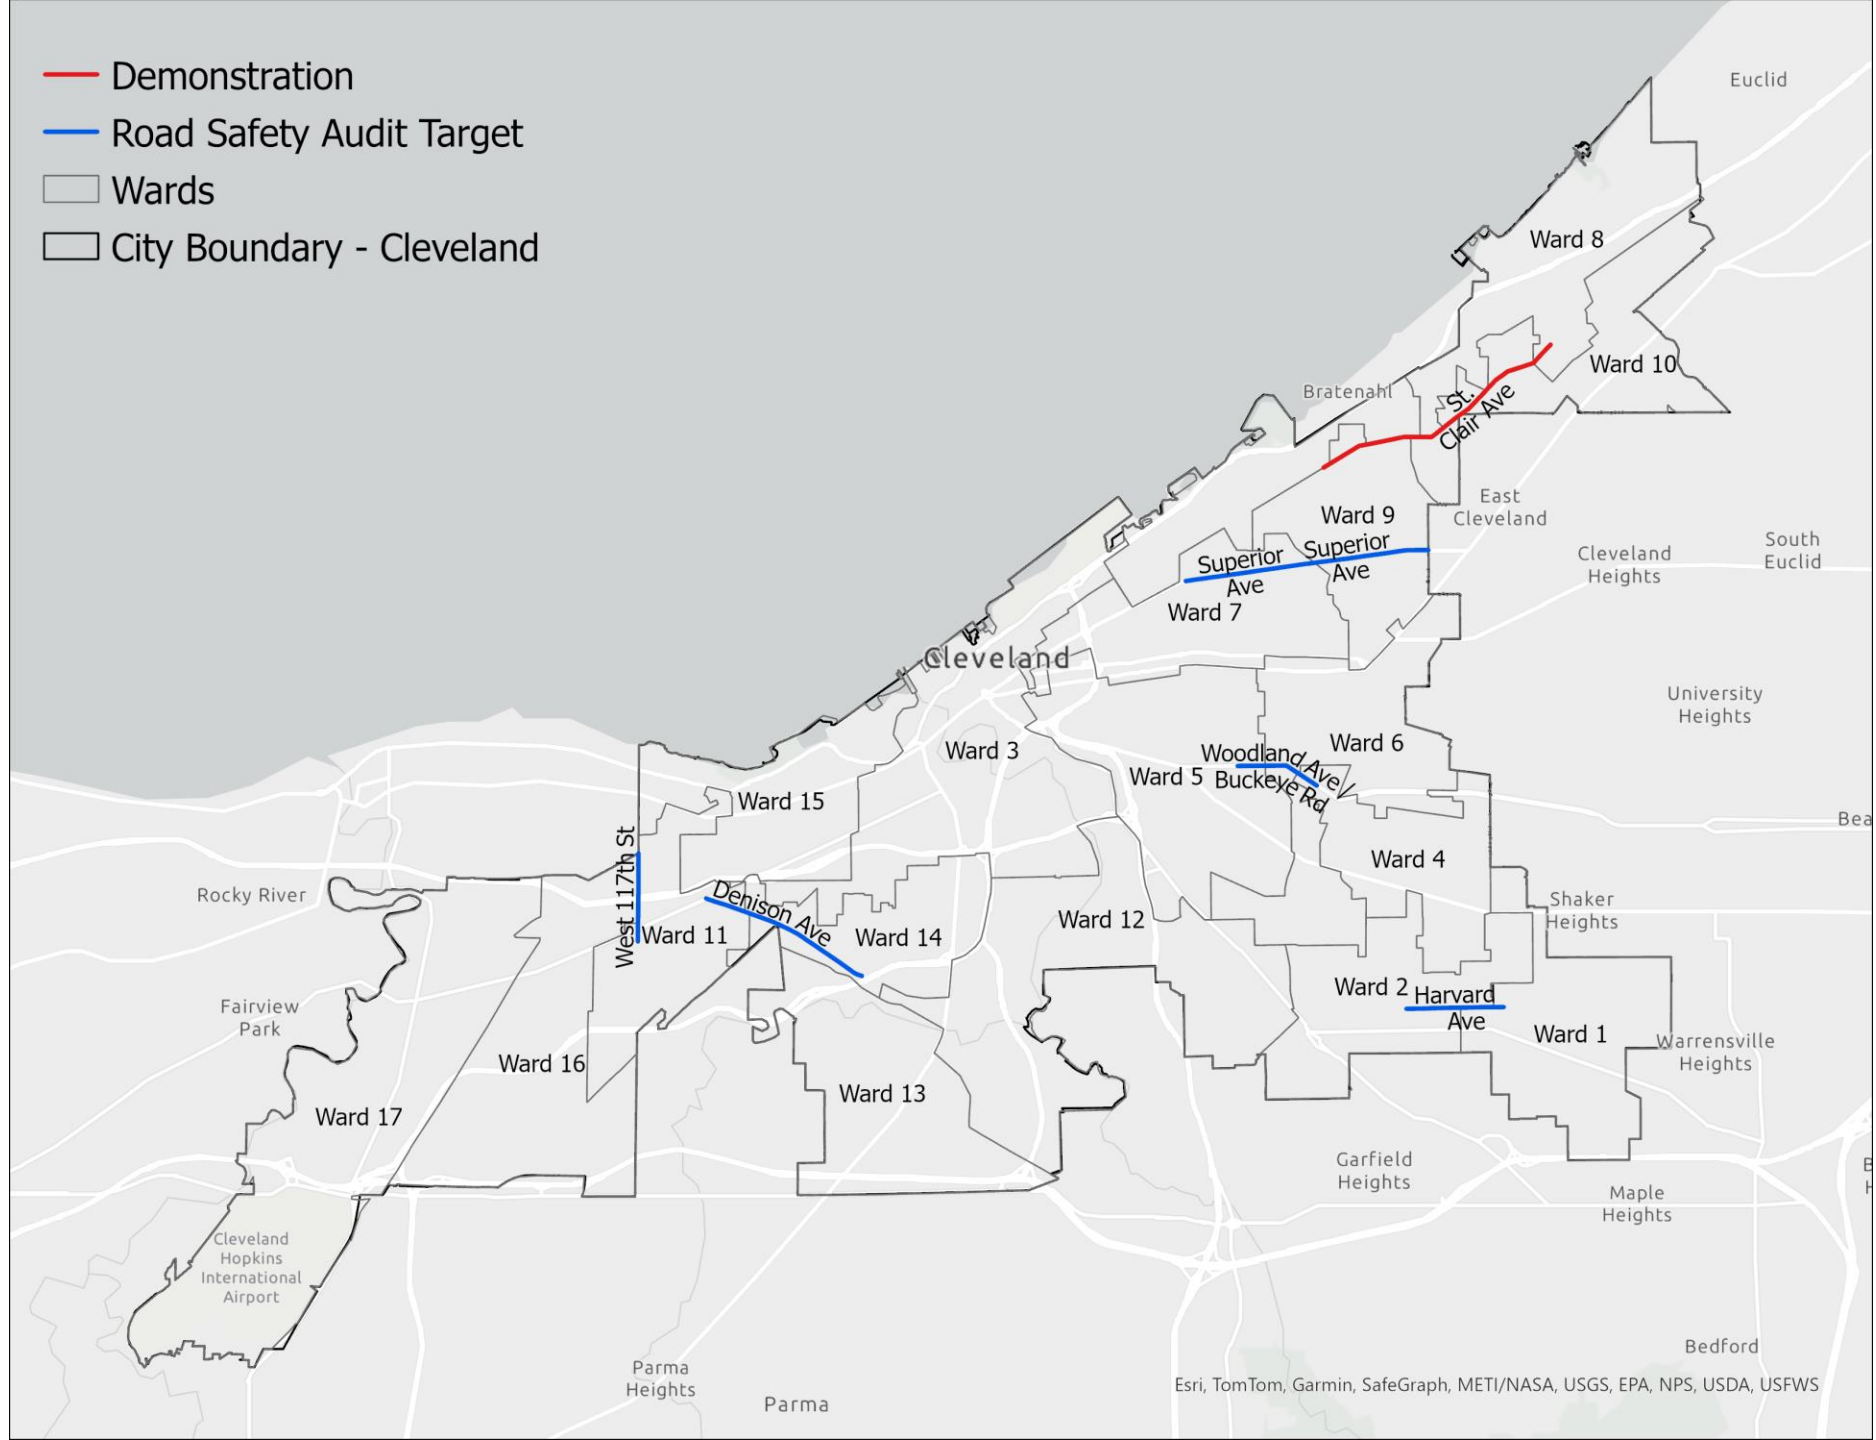 Demonstration
Road Safety Audit Target
Wards
City Boundary - Cleveland
Euclid
Ward 8
Ward 10
Bratenahl
St.
Clair Ave
East
Cleveland
Ward 9
South
Euclid
Cleveland
Heights
Superior
Ave
Superior
Ave
Ward 7
Cleveland
University
Heights
Ward 3
Ward 6
Woodland Ave
Buckeye Rd
Ward 5
Ward 15
Bea
Ward 4
West 117th St
Rocky River
Denison Ave
Shaker
Heights
Ward 11
Ward 14
Ward 12
Ward 2
Harvard
Ave
Ward 1
Fairview
Park
Warrensville
Heights
Ward 16
Ward 13
Ward 17
Garfield
Heights
B
H
Maple
Heights
Cleveland
Hopkins
International
Airport
Bedford
Parma
Heights
Parma
Esri, TomTom, Garmin, SafeGraph, METI/NASA, USGS, EPA, NPS, USDA, USFWS